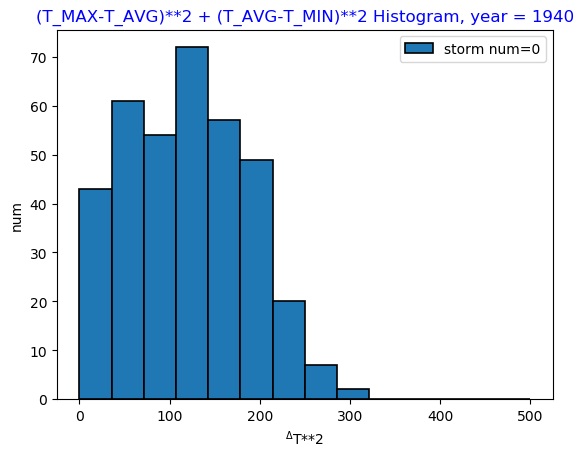 (T_MAX-T_AVG)**2 + (T_AVG-T_MIN)**2 Histogram, year = 1940
storm num=0
num
70
60
50
40
30
20
10
0
0 100 200 300 400 500
ᐞT**2